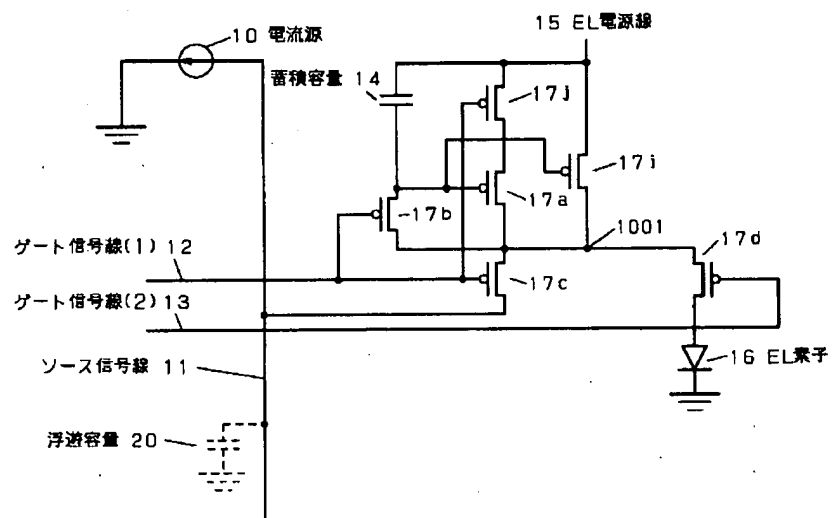 10 電流源
15 EL電源線
蓄積容量 14
17j
17i
17a
17b
1001
17d
ゲート信号線(1) 12
17c
ゲート信号線(2) 13
ソース信号線 11
16 EL素子
浮遊容量 20